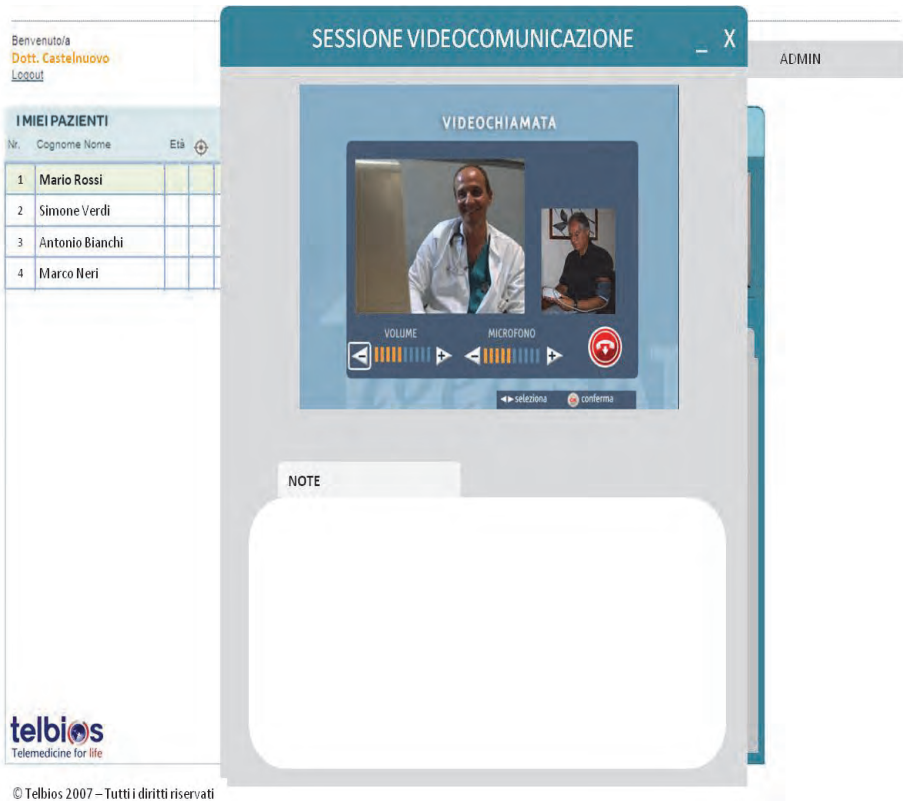 Benvenuto/a
Dott. Castelnuovo
Logout
SESSIONE VIDEOCOMUNICAZIONE _ X
ADMIN
I MIEI PAZIENTI
Nr. Cognome Nome Età
1 Mario Rossi
2 Simone Verdi
3 Antonio Bianchi
4 Marco Neri
VIDEOCHIAMATA
VOLUME MICROFONO
- + - +
seleziona OK conferma
NOTE
telbios
Telemedicine for life
© Telbios 2007 – Tutti i diritti riservati